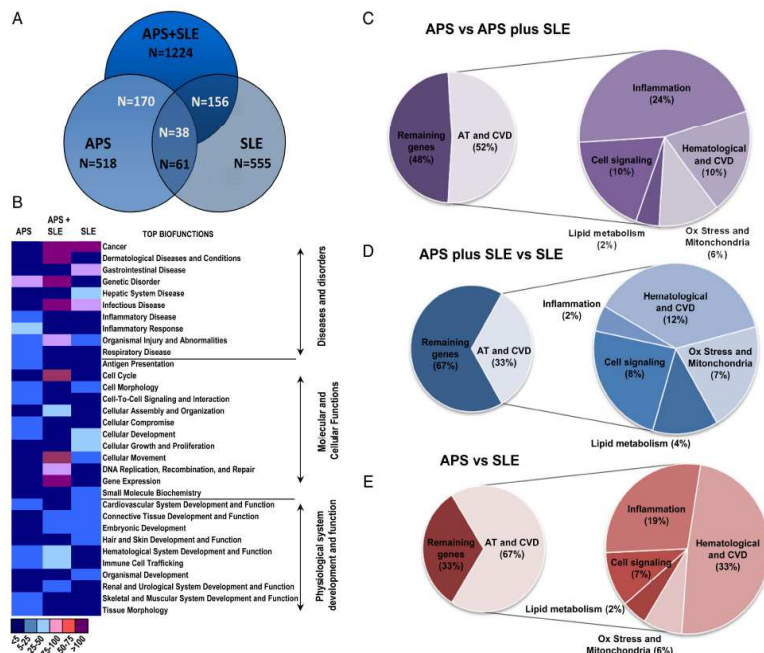 A
APS+SLE
N=1224
N=170
N=156
N=38
APS
SLE
N=518
N=61
N=555
B
APS
APS +
SLE
SLE
TOP BIOFUNCTIONS
Cancer
Dermatological Diseases and Conditions
Gastrointestinal Disease
Genetic Disorder
Hepatic System Disease
Infectious Disease
Inflammatory Disease
Inflammatory Response
Organismal Injury and Abnormalities
Respiratory Disease
Antigen Presentation
Cell Cycle
Cell Morphology
Cell-To-Cell Signaling and Interaction
Cellular Assembly and Organization
Cellular Compromise
Cellular Development
Cellular Growth and Proliferation
Cellular Movement
DNA Replication, Recombination, and Repair
Gene Expression
Small Molecule Biochemistry
Cardiovascular System Development and Function
Connective Tissue Development and Function
Embryonic Development
Hair and Skin Development and Function
Hematological System Development and Function
Immune Cell Trafficking
Organismal Development
Renal and Urological System Development and Function
Skeletal and Muscular System Development and Function
Tissue Morphology
Diseases and disorders
Molecular and
Cellular Functions
Physiological system
development and function
<5
5-25
25-50
75-100
50-75
>100
C
APS vs APS plus SLE
Remaining
genes
(48%)
AT and CVD
(52%)
Inflammation
(24%)
Hematological
and CVD
(10%)
Cell signaling
(10%)
Lipid metabolism
(2%)
Ox Stress and
Mitonchondria
(6%)
D
APS plus SLE vs SLE
Remaining
genes
(67%)
AT and CVD
(33%)
Inflammation
(2%)
Hematological
and CVD
(12%)
Ox Stress and
Mitochondria
(7%)
Cell signaling
(8%)
Lipid metabolism (4%)
E
APS vs SLE
Remaining
genes
(33%)
AT and CVD
(67%)
Inflammation
(19%)
Hematological
and CVD
(33%)
Cell signaling
(7%)
Lipid metabolism (2%)
Ox Stress and
Mitochondria(6%)